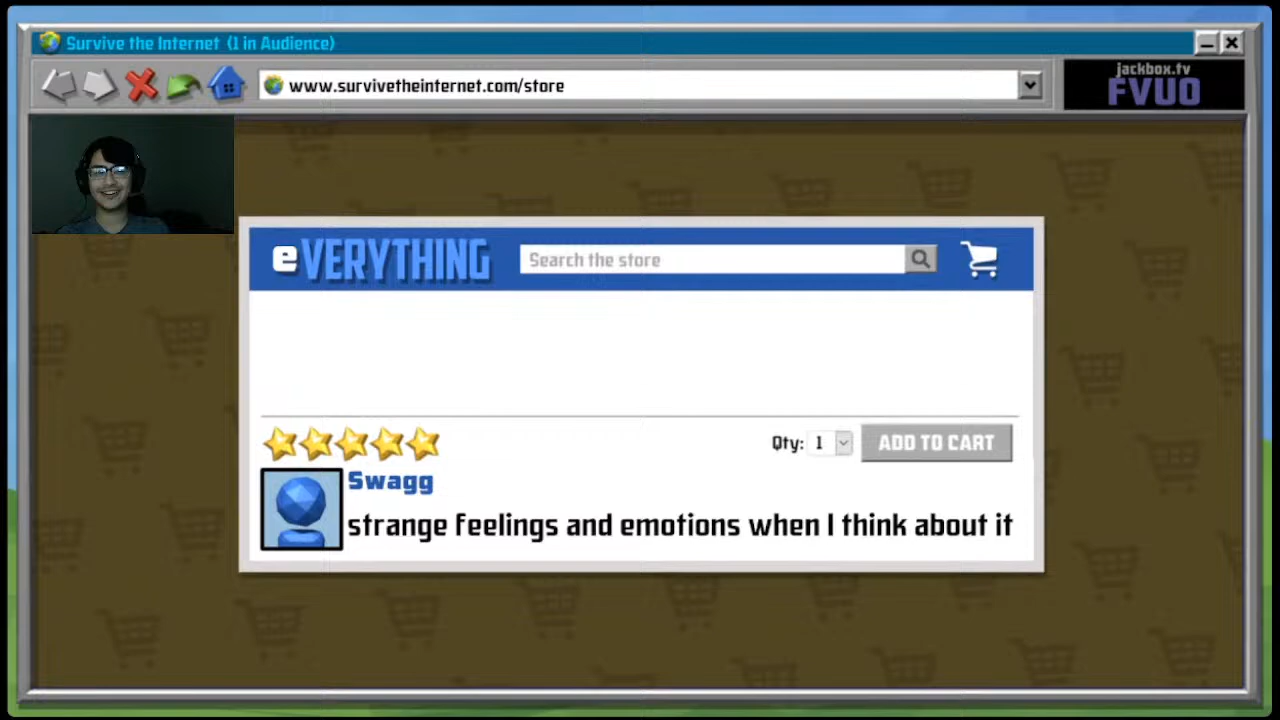 Survive the Internet (1 in Audience)
www.survivetheinternet.com/store
jackbox.tv
FVUO
eVERYTHING
Search the store
Qty: 1
ADD TO CART
Swagg
strange feelings and emotions when I think about it